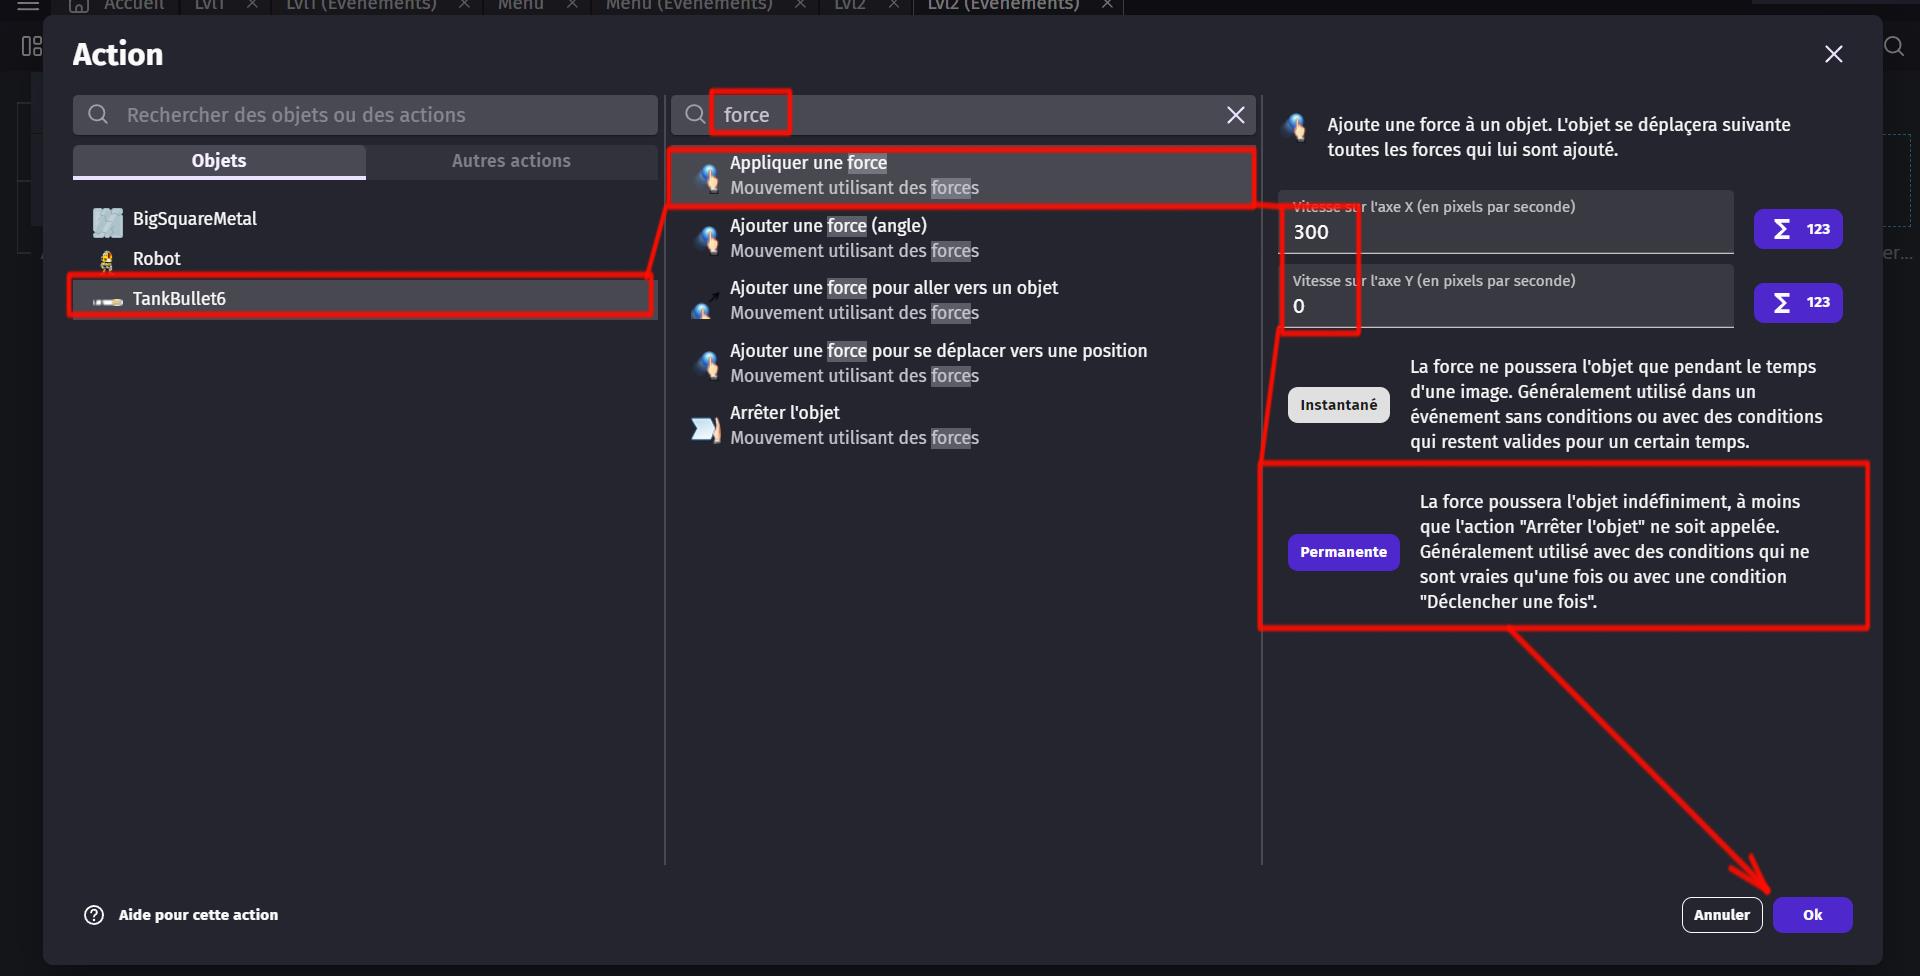 Accueil
Lvl1
Lvl1 (Événements)
Menu
Menu (Événements)
Lvl2
Lvl2 (Événements)
Action
Rechercher des objets ou des actions
Objets
Autres actions
BigSquareMetal
Robot
TankBullet6
force
Appliquer une force
Mouvement utilisant des forces
Ajouter une force (angle)
Mouvement utilisant des forces
Ajouter une force pour aller vers un objet
Mouvement utilisant des forces
Ajouter une force pour se déplacer vers une position
Mouvement utilisant des forces
Arrêter l'objet
Mouvement utilisant des forces
Ajoute une force à un objet. L'objet se déplaçera suivante
toutes les forces qui lui sont ajouté.
Vitesse sur l'axe X (en pixels par seconde)
300
Σ 123
Vitesse sur l'axe Y (en pixels par seconde)
0
Σ 123
Instantané
La force ne poussera l'objet que pendant le temps
d'une image. Généralement utilisé dans un
événement sans conditions ou avec des conditions
qui restent valides pour un certain temps.
Permanente
La force poussera l'objet indéfiniment, à moins
que l'action "Arrêter l'objet" ne soit appelée.
Généralement utilisé avec des conditions qui ne
sont vraies qu'une fois ou avec une condition
"Déclencher une fois".
Aide pour cette action
Annuler
Ok